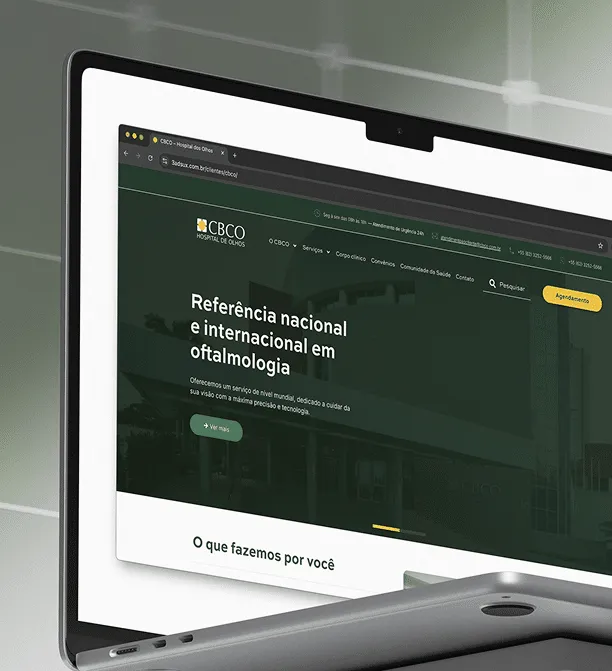 CBCO – Hospital dos Olhos
3adsux.com.br/clientes/cbco/
CBCO
HOSPITAL DE OLHOS
O CBCO
Serviços
Corpo clínico
Convênios
Comunidade da Saúde
Contato
Pesquisar
Agendamento
Referência nacional
e internacional em
oftalmologia
Oferecemos um serviço de nível mundial, dedicado a cuidar da
sua visão com a máxima precisão e tecnologia.
Ver mais
O que fazemos por você